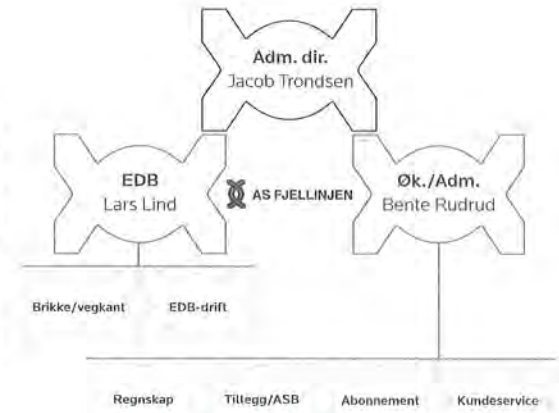 Adm. dir.
Jacob Trondsen
EDB
Lars Lind
AS FJELLINJEN
Øk./Adm.
Bente Rudrud
Brikke/vegkant EDB-drift
Regnskap Tillegg/ASB Abonnement Kundeservice